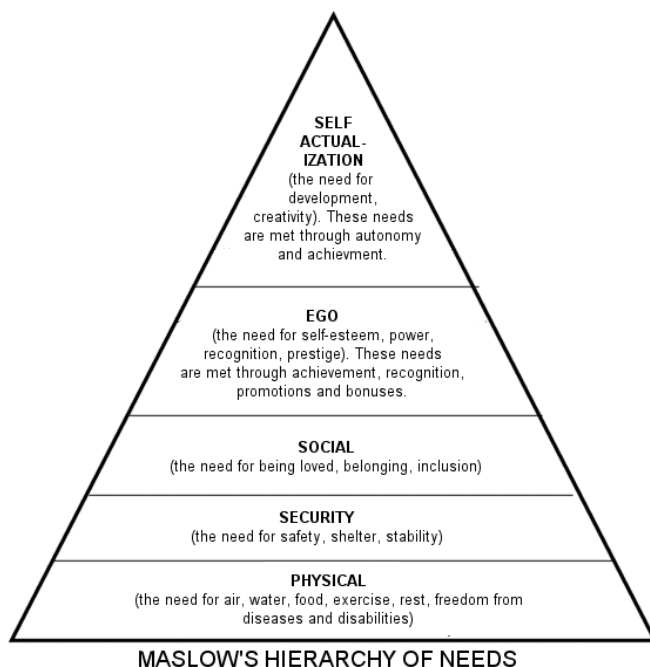 SELF
ACTUAL-
IZATION
(the need for
development,
creativity). These needs
are met through autonomy
and achievment.
EGO
(the need for self-esteem, power,
recognition, prestige). These needs
are met through achievement, recognition,
promotions and bonuses.
SOCIAL
(the need for being loved, belonging, inclusion)
SECURITY
(the need for safety, shelter, stability)
PHYSICAL
(the need for air, water, food, exercise, rest, freedom from
diseases and disabilities)
MASLOW'S HIERARCHY OF NEEDS